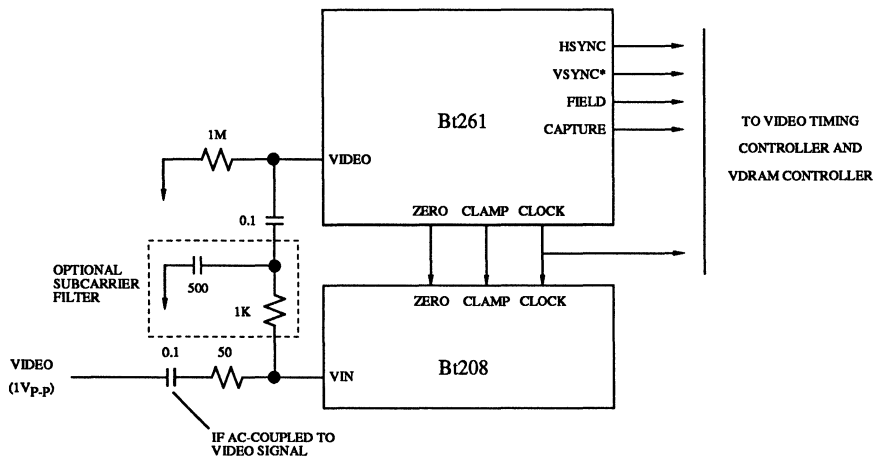 HSYNC
VSYNC*
FIELD
CAPTURE
Bt261
TO VIDEO TIMING
CONTROLLER AND
VDRAM CONTROLLER
1M
VIDEO
0.1
ZERO CLAMP CLOCK
OPTIONAL
SUBCARRIER
FILTER
500
1K
ZERO CLAMP CLOCK
VIDEO
(1VP-P)
0.1
50
VIN
Bt208
IF AC-COUPLED TO
VIDEO SIGNAL